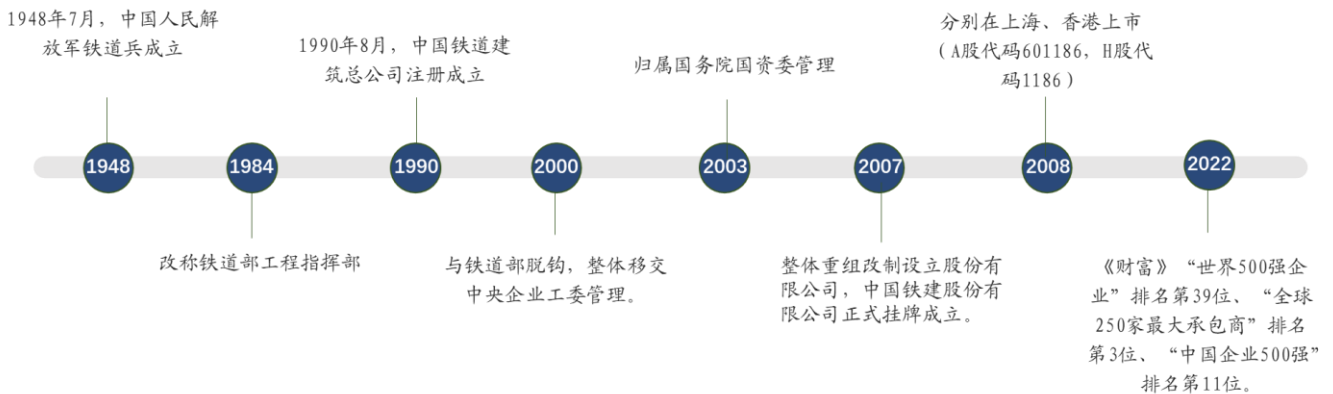 1948年7月，中国人民解
放军铁道兵成立
1990年8月，中国铁道建
筑总公司注册成立
归属国务院国资委管理
分别在上海、香港上市
（A股代码601186，H股代
码1186）
1948
1984
1990
2000
2003
2007
2008
2022
改称铁道部工程指挥部
与铁道部脱钩，整体移交
中央企业工委管理。
整体重组改制设立股份有
限公司，中国铁建股份有
限公司正式挂牌成立。
《财富》“世界500强企
业”排名第39位、“全球
250家最大承包商”排名
第3位、“中国企业500强”
排名第11位。